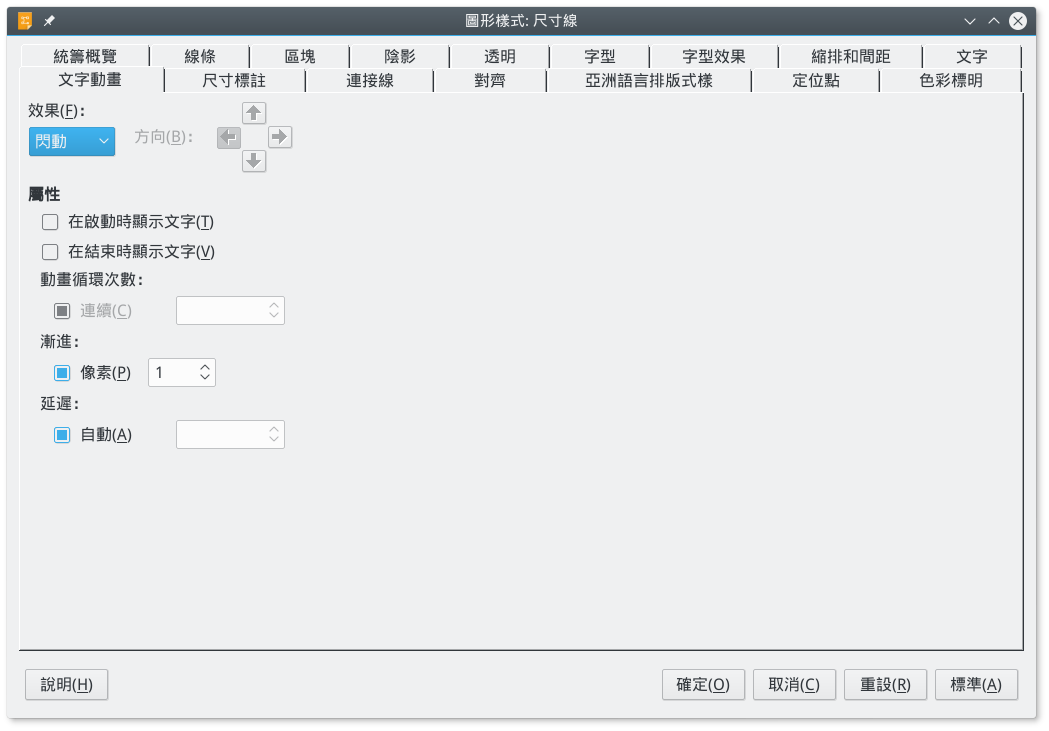 圖形樣式: 尺寸線
統籌概覽 線條 區塊 陰影 透明 字型 字型效果 縮排和間距 文字
文字動畫 尺寸標註 連接線 對齊 亞洲語言排版式樣 定位點 色彩標明
效果(F):
閃動 方向(B):
屬性
在啟動時顯示文字(T)
在結束時顯示文字(V)
動畫循環次數:
連續(C)
漸進:
像素(P) 1
延遲:
自動(A)
說明(H) 確定(O) 取消(C) 重設(R) 標準(A)